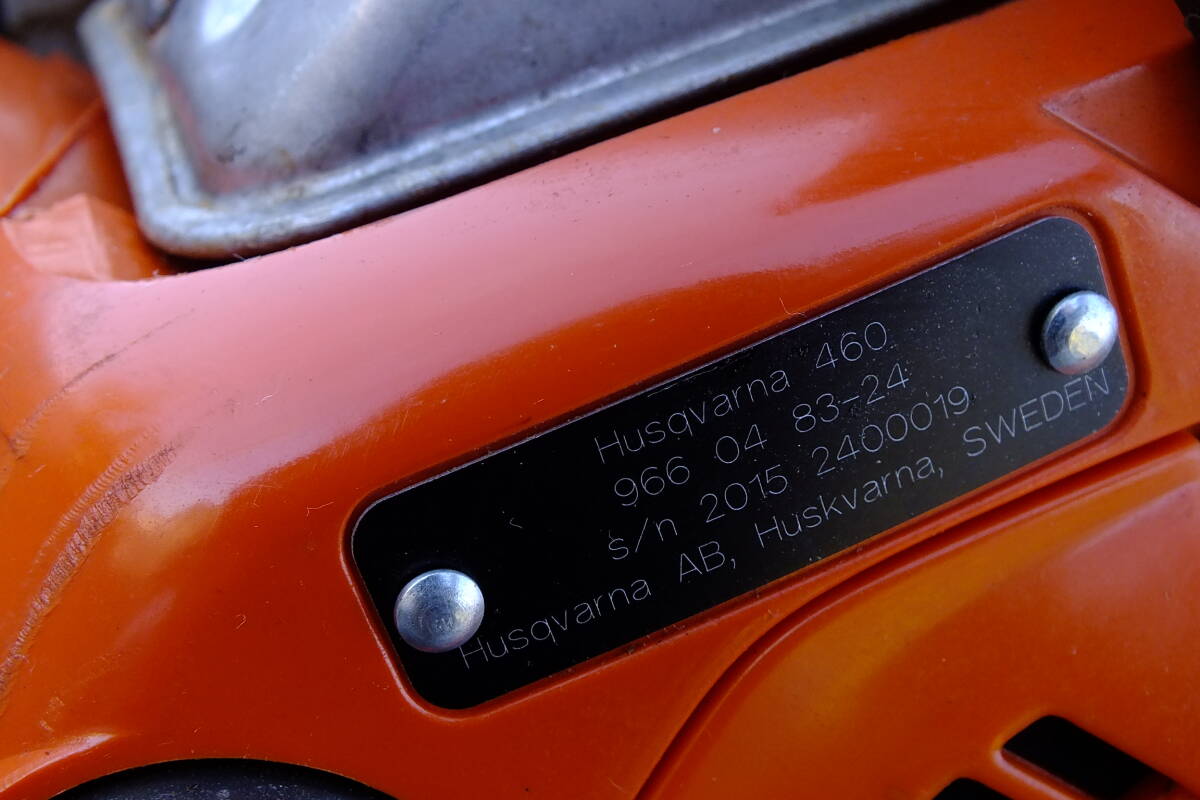 Husqvarna 460
966 04 83-24
s/n 2015 2400019
Husqvarna AB, Huskvarna, SWEDEN